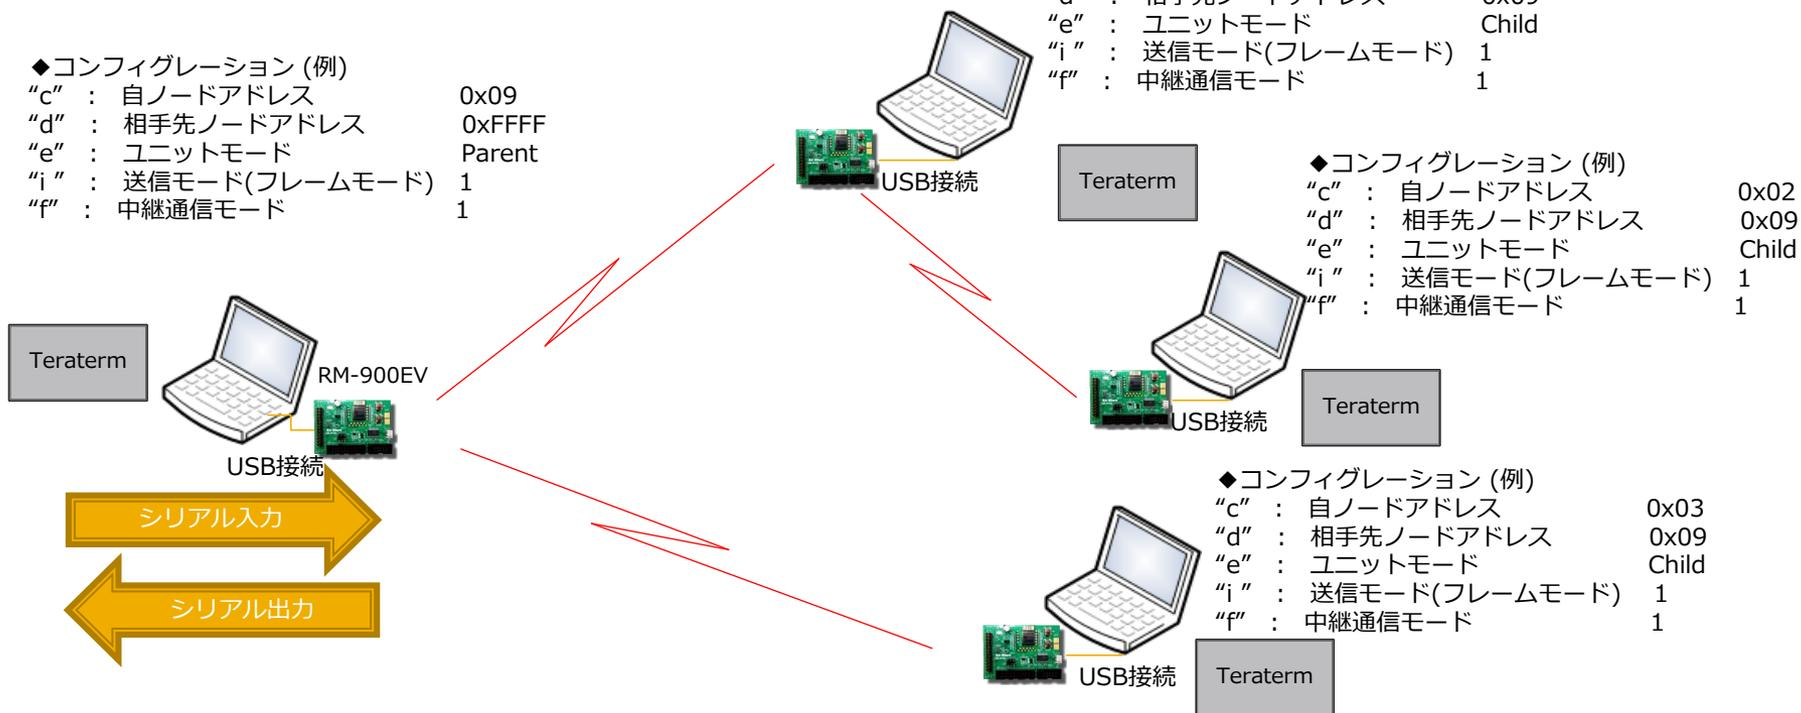 ◆コンフィグレーション (例)
“c” : 自ノードアドレス 0x09
“d” : 相手先ノードアドレス 0xFFFF
“e” : ユニットモード Parent
“i ” : 送信モード(フレームモード) 1
“f” : 中継通信モード 1
“e” : ユニットモード Child
“i ” : 送信モード(フレームモード) 1
“f” : 中継通信モード 1
USB接続
Teraterm
◆コンフィグレーション (例)
“c” : 自ノードアドレス 0x02
“d” : 相手先ノードアドレス 0x09
“e” : ユニットモード Child
“i ” : 送信モード(フレームモード) 1
“f” : 中継通信モード 1
Teraterm
RM-900EV
USB接続
シリアル入力
シリアル出力
USB接続
Teraterm
◆コンフィグレーション (例)
“c” : 自ノードアドレス 0x03
“d” : 相手先ノードアドレス 0x09
“e” : ユニットモード Child
“i ” : 送信モード(フレームモード) 1
“f” : 中継通信モード 1
USB接続
Teraterm